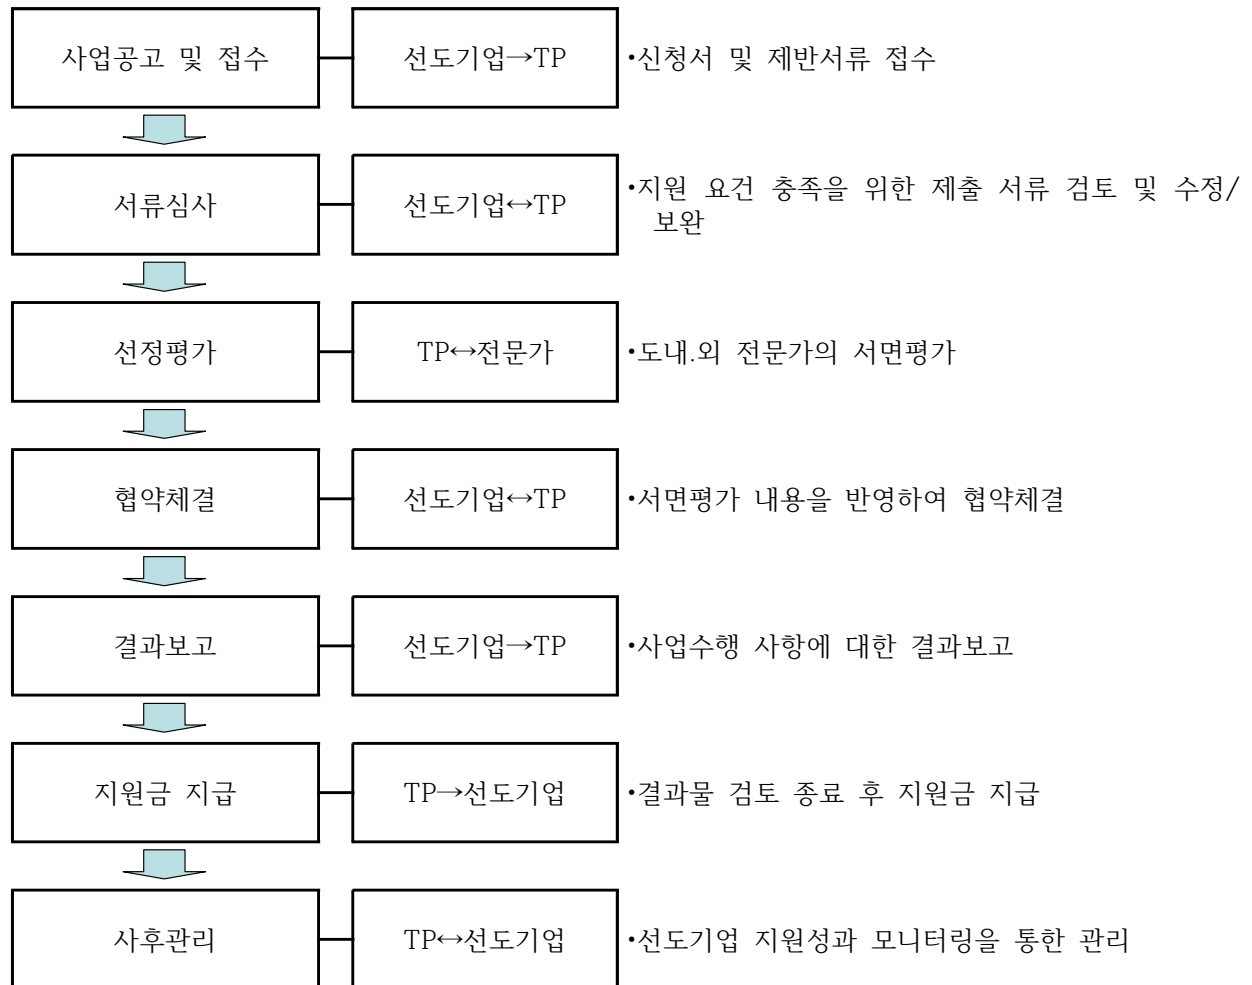 사업공고 및 접수
선도기업→TP
•신청서 및 제반서류 접수
서류심사
선도기업↔TP
•지원 요건 충족을 위한 제출 서류 검토 및 수정/
보완
선정평가
TP↔전문가
•도내.외 전문가의 서면평가
협약체결
선도기업↔TP
•서면평가 내용을 반영하여 협약체결
결과보고
선도기업→TP
•사업수행 사항에 대한 결과보고
지원금 지급
TP→선도기업
•결과물 검토 종료 후 지원금 지급
사후관리
TP↔선도기업
•선도기업 지원성과 모니터링을 통한 관리